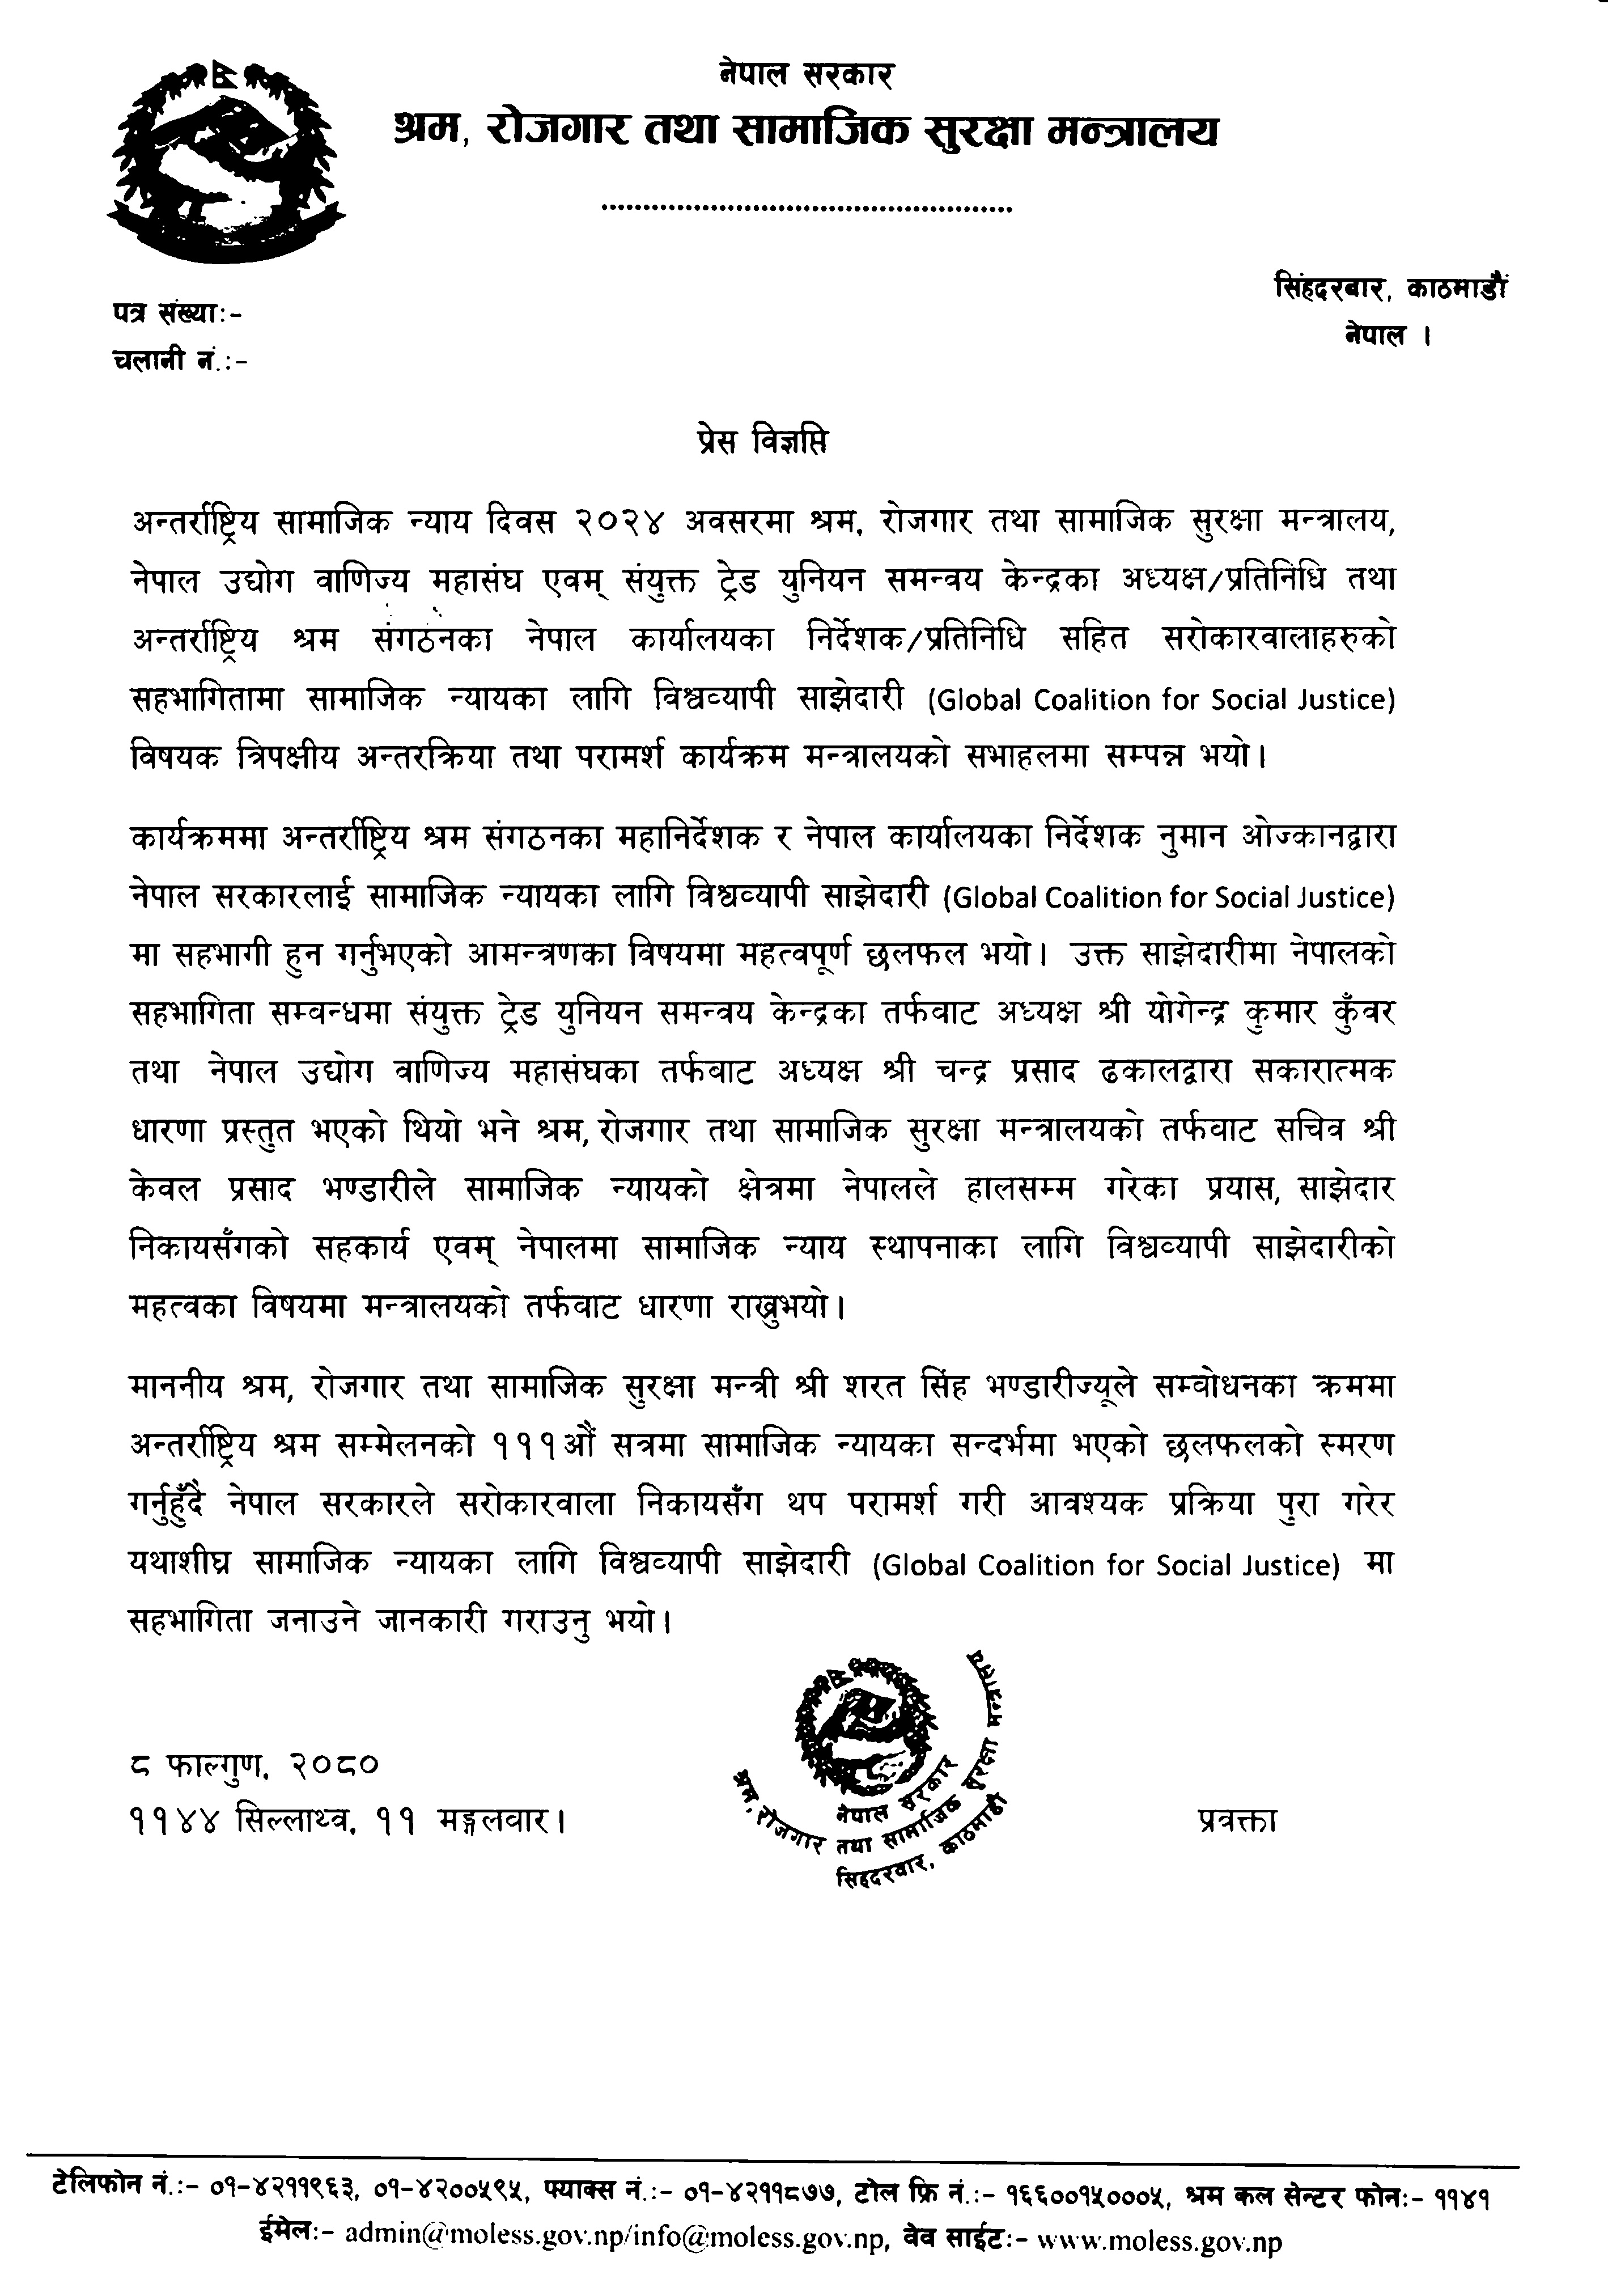 नेपाल सरकार
श्रम, रोजगार तथा सामाजिक सुरक्षा मन्त्रालय
सिंहदरबार, काठमाडौं
नेपाल ।
पत्र संख्याः-
चलानी नं.:-
प्रेस विज्ञप्ति
अन्तर्राष्ट्रिय सामाजिक न्याय दिवस २०२४ अवसरमा श्रम, रोजगार तथा सामाजिक सुरक्षा मन्त्रालय,
नेपाल उद्योग वाणिज्य महासंघ एवम् संयुक्त ट्रेड युनियन समन्वय केन्द्रका अध्यक्ष/प्रतिनिधि तथा
अन्तर्राष्ट्रिय श्रम संगठनका नेपाल कार्यालयका निर्देशक/प्रतिनिधि सहित सरोकारवालाहरुको
सहभागितामा सामाजिक न्यायका लागि विश्वव्यापी साझेदारी (Global Coalition for Social Justice)
विषयक त्रिपक्षीय अन्तरक्रिया तथा परामर्श कार्यक्रम मन्त्रालयको सभाहलमा सम्पन्न भयो।
कार्यक्रममा अन्तर्राष्ट्रिय श्रम संगठनका महानिर्देशक र नेपाल कार्यालयका निर्देशक नुमान ओज्कानद्वारा
नेपाल सरकारलाई सामाजिक न्यायका लागि विश्वव्यापी साझेदारी (Global Coalition for Social Justice)
मा सहभागी हुन गर्नुभएको आमन्त्रणका विषयमा महत्वपूर्ण छलफल भयो। उक्त साझेदारीमा नेपालको
सहभागिता सम्बन्धमा संयुक्त ट्रेड युनियन समन्वय केन्द्रका तर्फबाट अध्यक्ष श्री योगेन्द्र कुमार कुँवर
तथा नेपाल उद्योग वाणिज्य महासंघका तर्फबाट अध्यक्ष श्री चन्द्र प्रसाद ढकालद्वारा सकारात्मक
धारणा प्रस्तुत भएको थियो भने श्रम, रोजगार तथा सामाजिक सुरक्षा मन्त्रालयको तर्फबाट सचिव श्री
केवल प्रसाद भण्डारीले सामाजिक न्यायको क्षेत्रमा नेपालले हालसम्म गरेका प्रयास, साझेदार
निकायसँगको सहकार्य एवम् नेपालमा सामाजिक न्याय स्थापनाका लागि विश्वव्यापी साझेदारीको
महत्वका विषयमा मन्त्रालयको तर्फबाट धारणा राख्नुभयो।
माननीय श्रम, रोजगार तथा सामाजिक सुरक्षा मन्त्री श्री शरत सिंह भण्डारीज्यूले सम्बोधनका क्रममा
अन्तर्राष्ट्रिय श्रम सम्मेलनको १११औं सत्रमा सामाजिक न्यायका सन्दर्भमा भएको छलफलको स्मरण
गर्नुहुँदै नेपाल सरकारले सरोकारवाला निकायसँग थप परामर्श गरी आवश्यक प्रक्रिया पुरा गरेर
यथाशीघ्र सामाजिक न्यायका लागि विश्वव्यापी साझेदारी (Global Coalition for Social Justice) मा
सहभागिता जनाउने जानकारी गराउनु भयो।
८ फाल्गुण, २०८०
११४४ सिल्लाथ्व, ११ मङ्गलवार।
नेपाल सरकार
श्रम, रोजगार तथा सामाजिक सुरक्षा मन्त्रालय
सिंहदरवार, काठमाडौं
प्रवक्ता
टेलिफोन नं.:- ०१-४२११९६३, ०१-४२००५९५, फ्याक्स नं.:- ०१-४२११८७७, टोल फ्रि नं.:- १६६००१५०००५, श्रम कल सेन्टर फोनः- ११४१
ईमेलः- admin@moless.gov.np/info@moless.gov.np, वेव साईटः- www.moless.gov.np